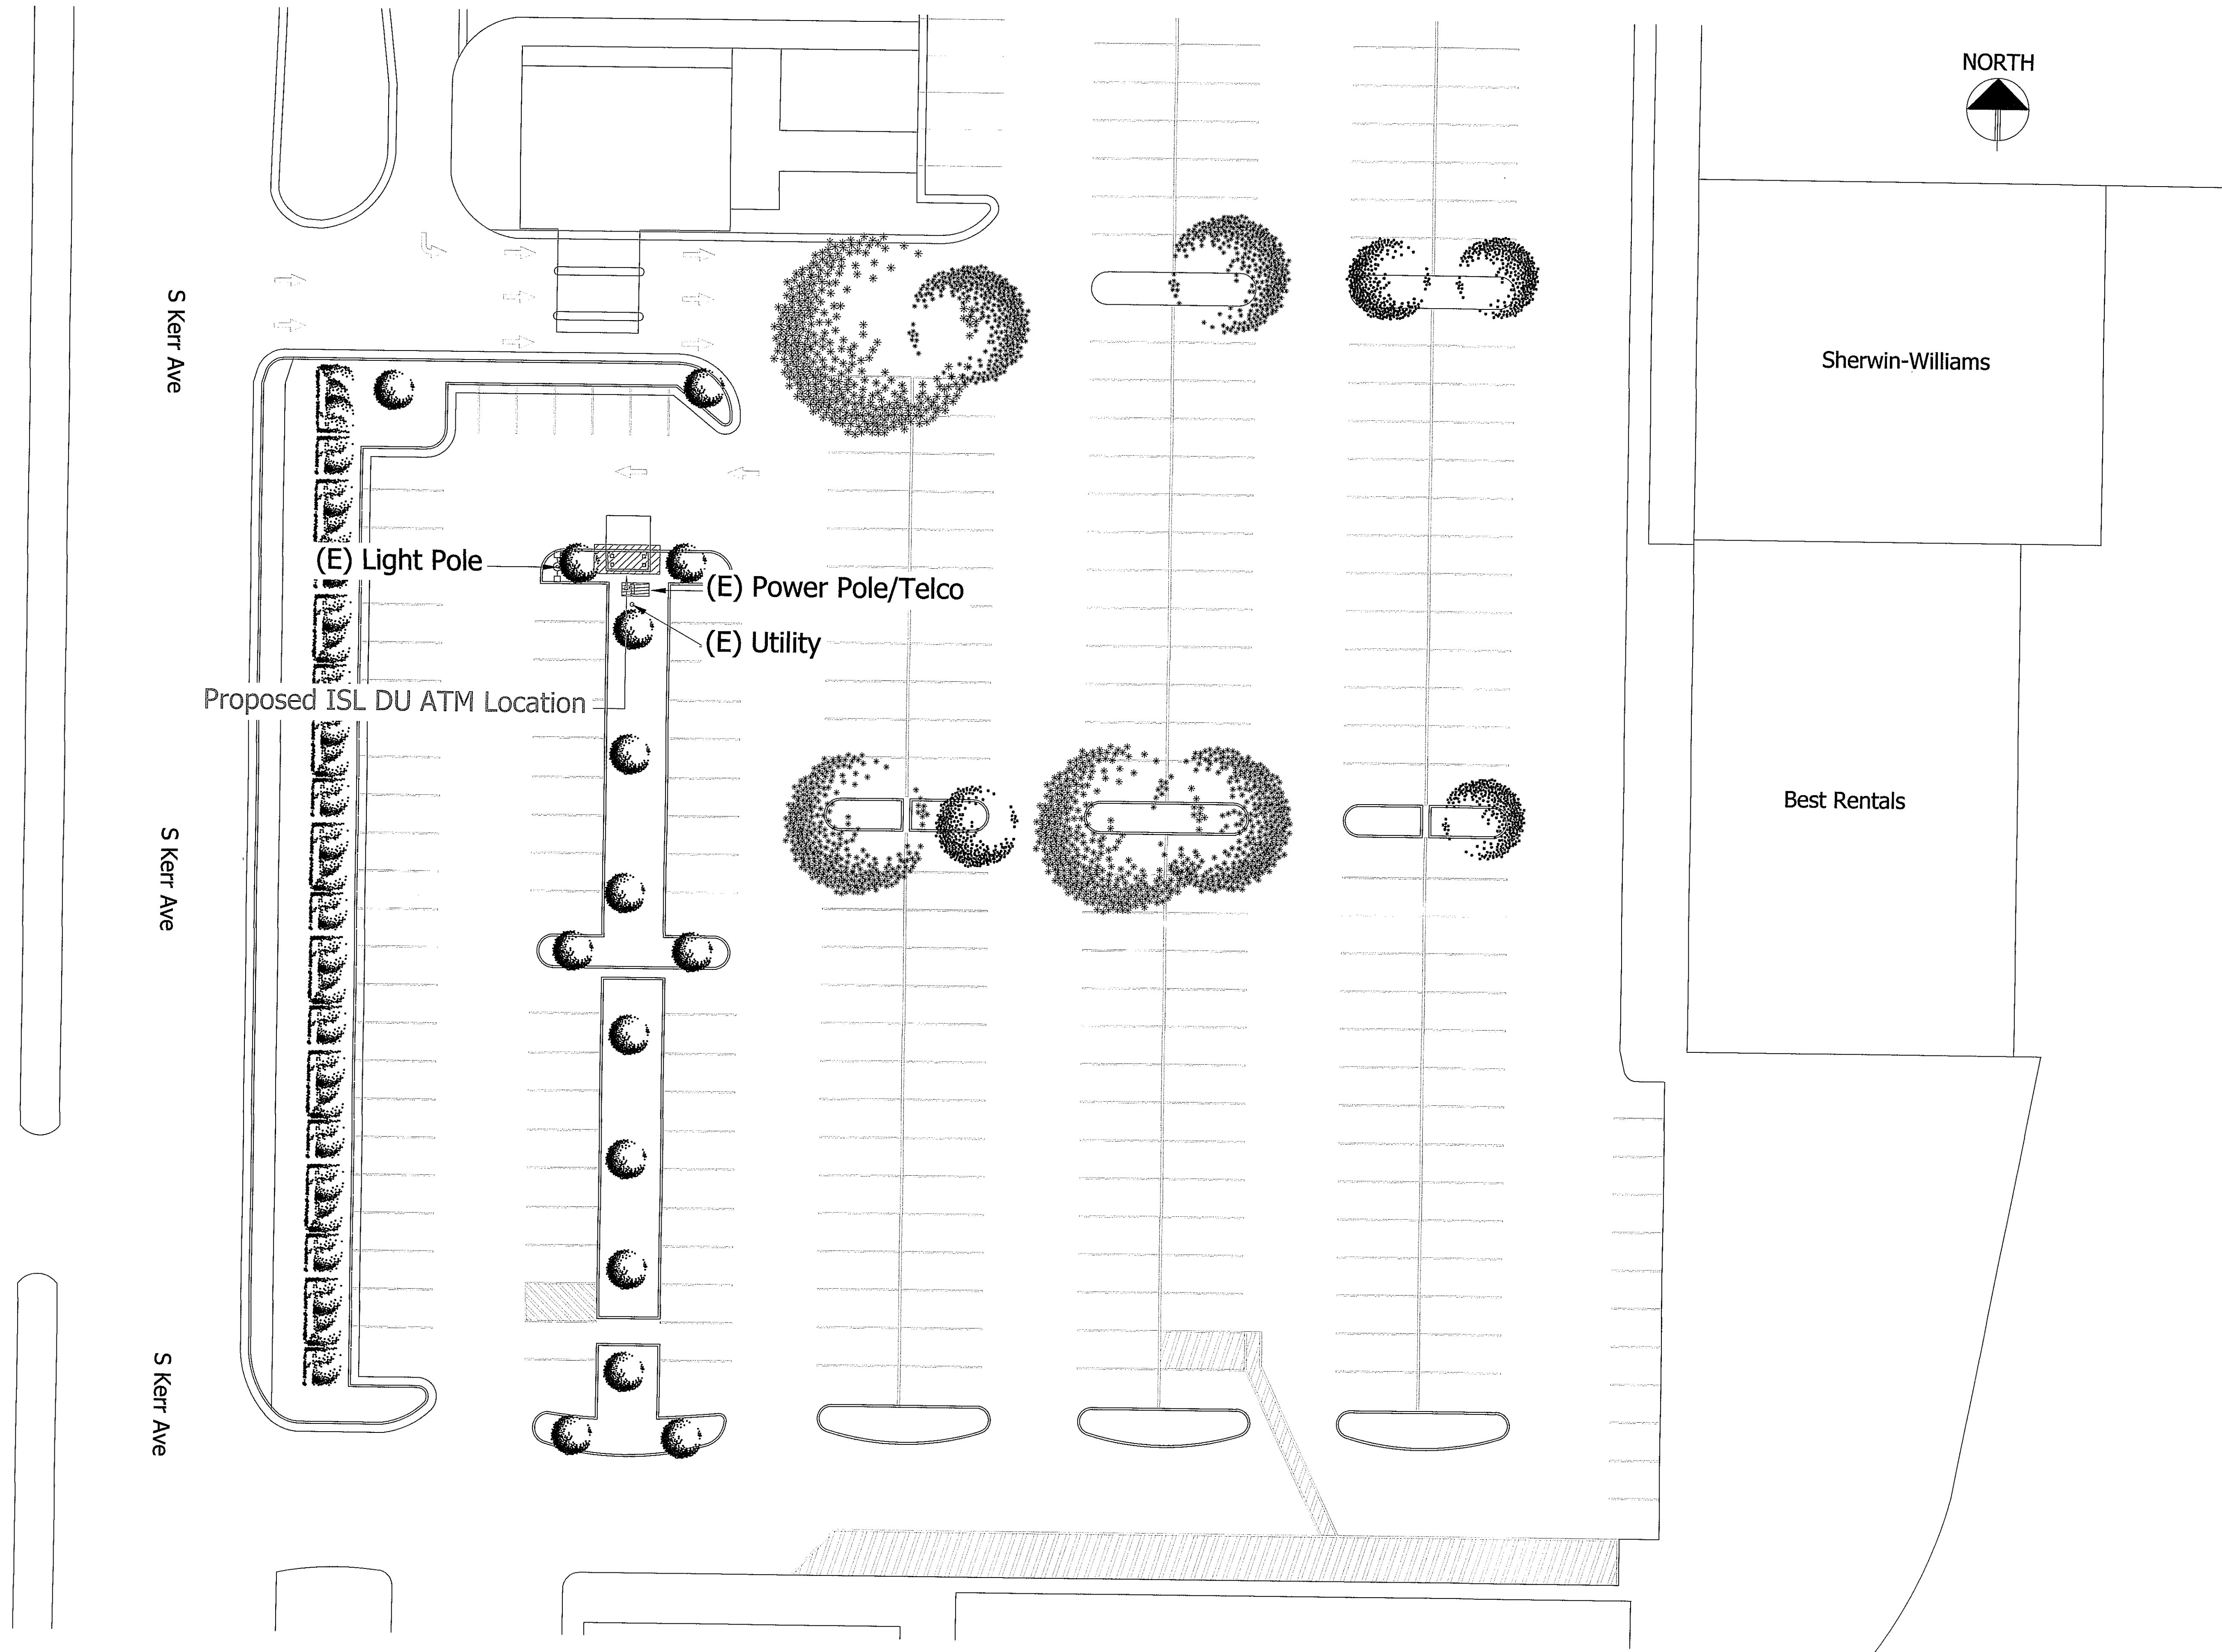 NORTH
S Kerr Ave
Sherwin-Williams
(E) Light Pole
(E) Power Pole/Telco
(E) Utility
Proposed ISL DU ATM Location
S Kerr Ave
Best Rentals
S Kerr Ave